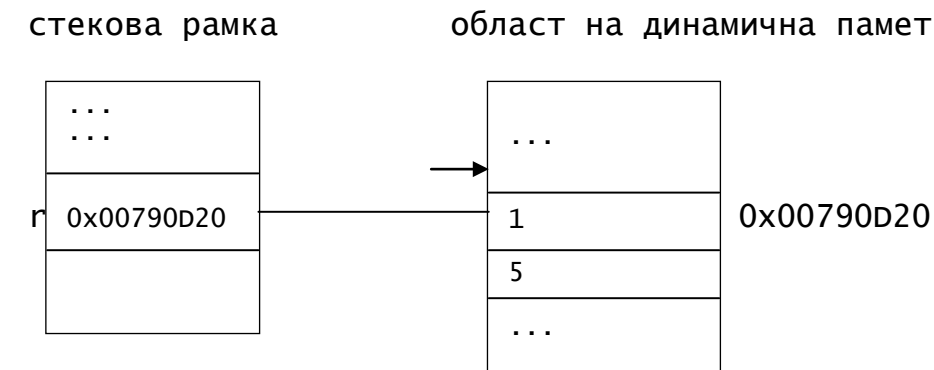 стекова рамка
област на динамична памет
...
...
...
r
0x00790D20
1
0x00790D20
5
...